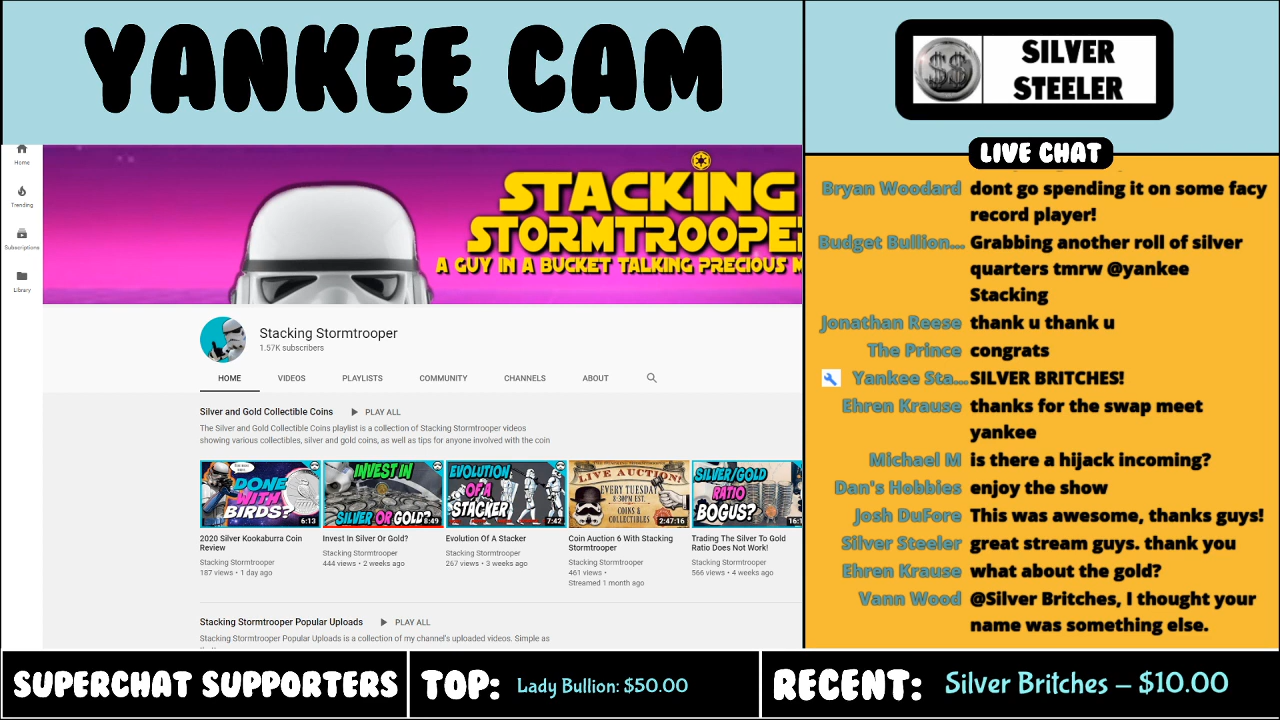 YANKEE CAM
SILVER
STEELER
LIVE CHAT
Home
Trending
Subscriptions
Library
STACKING
STORMTROOPE
A GUY IN A BUCKET TALKING PRECIOUS M
Stacking Stormtrooper
1.57K subscribers
HOME VIDEOS PLAYLISTS COMMUNITY CHANNELS ABOUT
Silver and Gold Collectible Coins PLAY ALL
The Silver and Gold Collectible Coins playlist is a collection of Stacking Stormtrooper videos
showing various collectibles, silver and gold coins, as well as tips for anyone involved with the coin
DONE
WITH
BIRDS?
6:13
INVEST IN
SILVER OR GOLD?
8:49
EVOLUTION
OF A
STACKER
7:42
LIVE AUCTION!
EVERY TUESDAY
8:30PM EST
COINS &
COLLECTIBLES
2:47:16
SILVER/GOLD
RATIO
BOGUS?
16:1
2020 Silver Kookaburra Coin
Review
Stacking Stormtrooper
187 views • 1 day ago
Invest In Silver Or Gold?
Stacking Stormtrooper
444 views • 2 weeks ago
Evolution Of A Stacker
Stacking Stormtrooper
267 views • 3 weeks ago
Coin Auction 6 With Stacking
Stormtrooper
Stacking Stormtrooper
461 views •
Streamed 1 month ago
Trading The Silver To Gold
Ratio Does Not Work!
Stacking Stormtrooper
566 views • 4 weeks ago
Stacking Stormtrooper Popular Uploads PLAY ALL
Stacking Stormtrooper Popular Uploads is a collection of my channel's uploaded videos. Simple as
Bryan Woodard dont go spending it on some facy
record player!
Budget Bullion... Grabbing another roll of silver
quarters tmrw @yankee
Stacking
Jonathan Reese thank u thank u
The Prince congrats
Yankee Sta... SILVER BRITCHES!
Ehren Krause thanks for the swap meet
yankee
Michael M is there a hijack incoming?
Dan's Hobbies enjoy the show
Josh DuFore This was awesome, thanks guys!
Silver Steeler great stream guys. thank you
Ehren Krause what about the gold?
Vann Wood @Silver Britches, I thought your
name was something else.
SUPERCHAT SUPPORTERS TOP: Lady Bullion: $50.00 RECENT: Silver Britches – $10.00